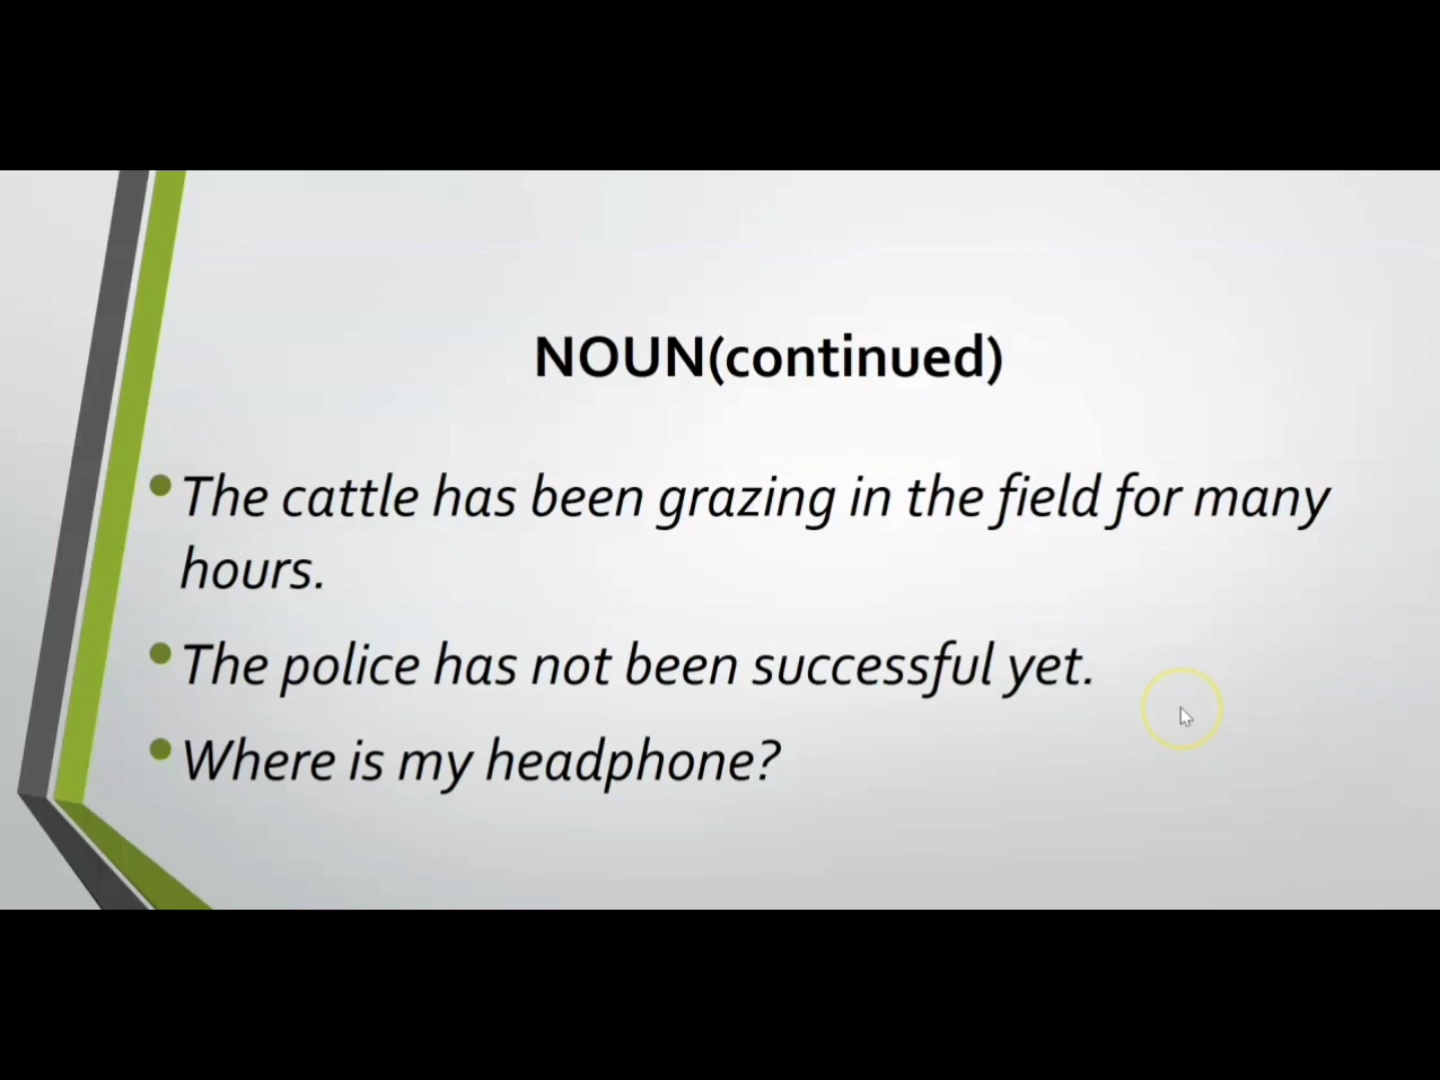 NOUN(continued)
The cattle has been grazing in the field for many
hours.
The police has not been successful yet.
Where is my headphone?